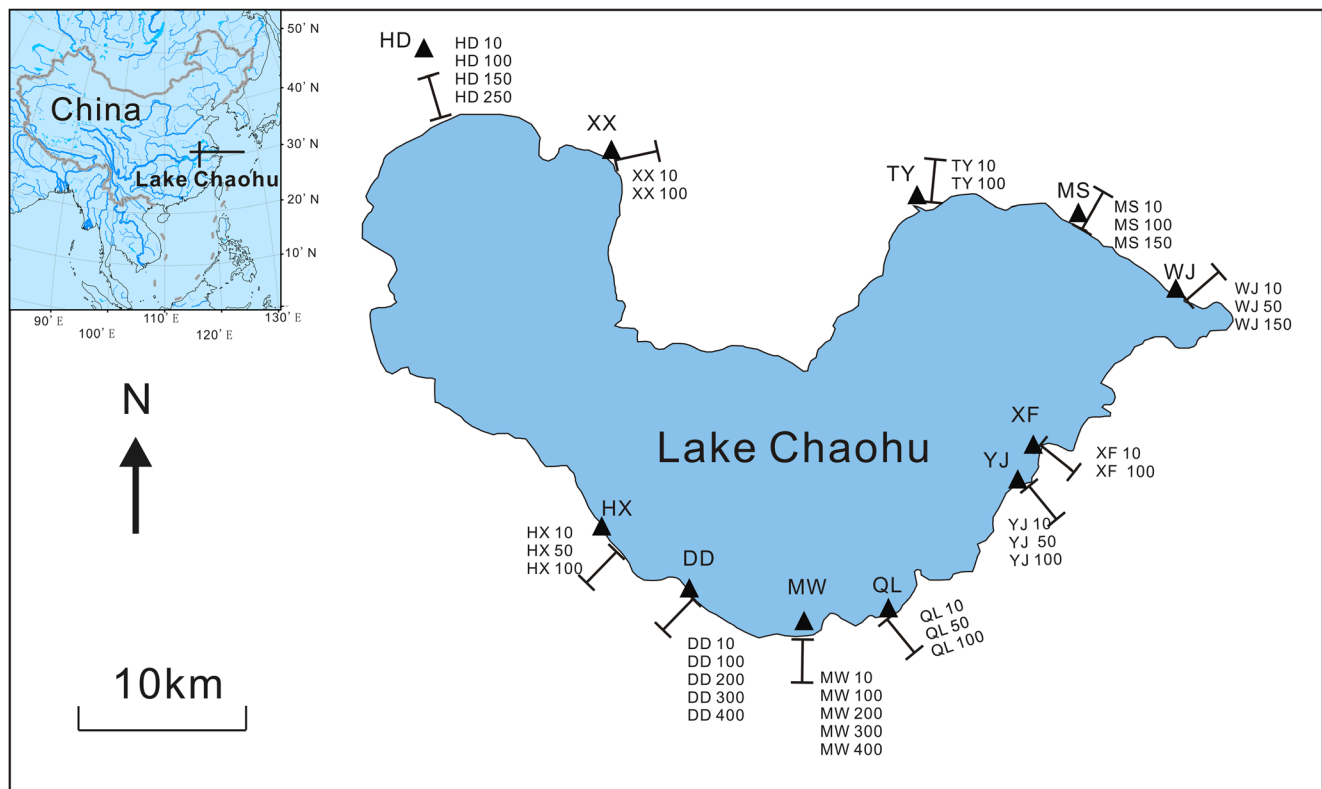 50° N
40° N
30° N
20° N
10° N
China
Lake Chaohu
90° E
100° E
110° E
120° E
130° E
N
10km
Lake Chaohu
HD
HD 10
HD 100
HD 150
HD 250
XX
XX 10
XX 100
TY
TY 10
TY 100
MS
MS 10
MS 100
MS 150
WJ
WJ 10
WJ 50
WJ 150
XF
XF 10
XF 100
YJ
YJ 10
YJ 50
YJ 100
HX
HX 10
HX 50
HX 100
DD
DD 10
DD 100
DD 200
DD 300
DD 400
MW
MW 10
MW 100
MW 200
MW 300
MW 400
QL
QL 10
QL 50
QL 100